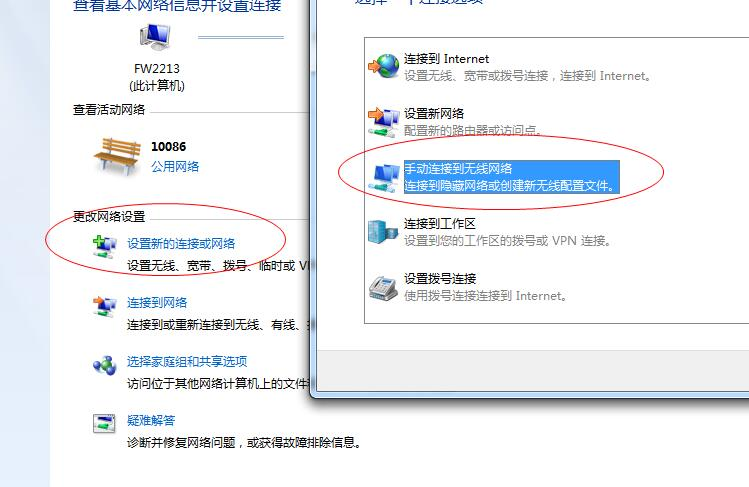 查看基本网络信息并设置连接
FW2213
(此计算机)
查看活动网络
10086
公用网络
更改网络设置
设置新的连接或网络
设置无线、宽带、拨号、临时或
连接到网络
连接到或重新连接到无线、有线、
选择家庭组和共享选项
访问位于其他网络计算机上的文件
疑难解答
诊断并修复网络问题，或获得故障排除信息。
选择一个连接选项
连接到 Internet
设置无线、宽带或拨号连接，连接到 Internet。
设置新网络
配置新的路由器或访问点。
手动连接到无线网络
连接到隐藏网络或创建新无线配置文件。
连接到工作区
设置到您的工作区的拨号或 VPN 连接。
设置拨号连接
使用拨号连接连接到 Internet。